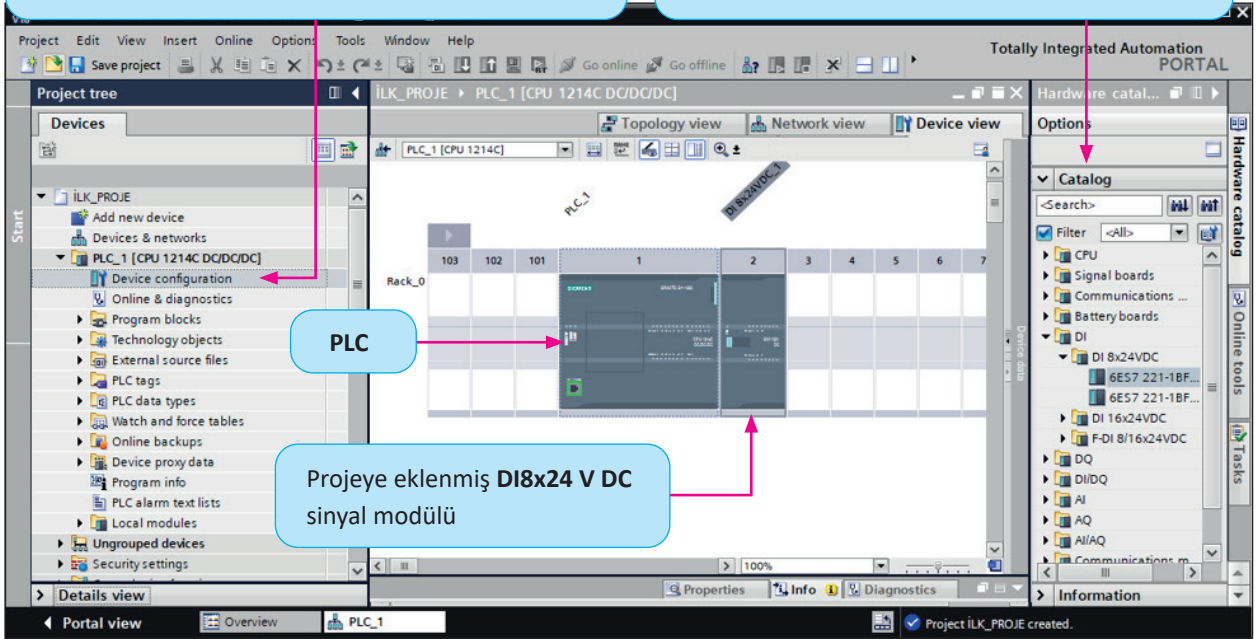 Project Edit View Insert Online Options Tools Window Help
Totally Integrated Automation
PORTAL
Save project
Go online
Go offline
Project tree
İLK_PROJE
PLC_1 [CPU 1214C DC/DC/DC]
Hardware catal...
Devices
Topology view
Network view
Device view
Options
PLC_1 [CPU 1214C]
Catalog
<Search>
Filter
<All>
İLK_PROJE
Add new device
Devices & networks
PLC_1 [CPU 1214C DC/DC/DC]
Device configuration
Online & diagnostics
Program blocks
Technology objects
External source files
PLC tags
PLC data types
Watch and force tables
Online backups
Device proxy data
Program info
PLC alarm text lists
Local modules
Ungrouped devices
Security settings
Details view
PLC_1
DI 8x24VDC_1
103 102 101 1 2 3 4 5 6 7
Rack_0
SIEMENS
PLC
Projeye eklenmiş DI8x24 V DC
sinyal modülü
Device data
100%
CPU
Signal boards
Communications ...
Battery boards
DI
DI 8x24VDC
6ES7 221-1BF...
6ES7 221-1BF...
DI 16x24VDC
F-DI 8/16x24VDC
DQ
DI/DQ
AI
AQ
AI/AQ
Communications m
Information
Hardware catalog
Online tools
Tasks
Start
Properties
Info
Diagnostics
Portal view
Overview
PLC_1
Project İLK_PROJE created.